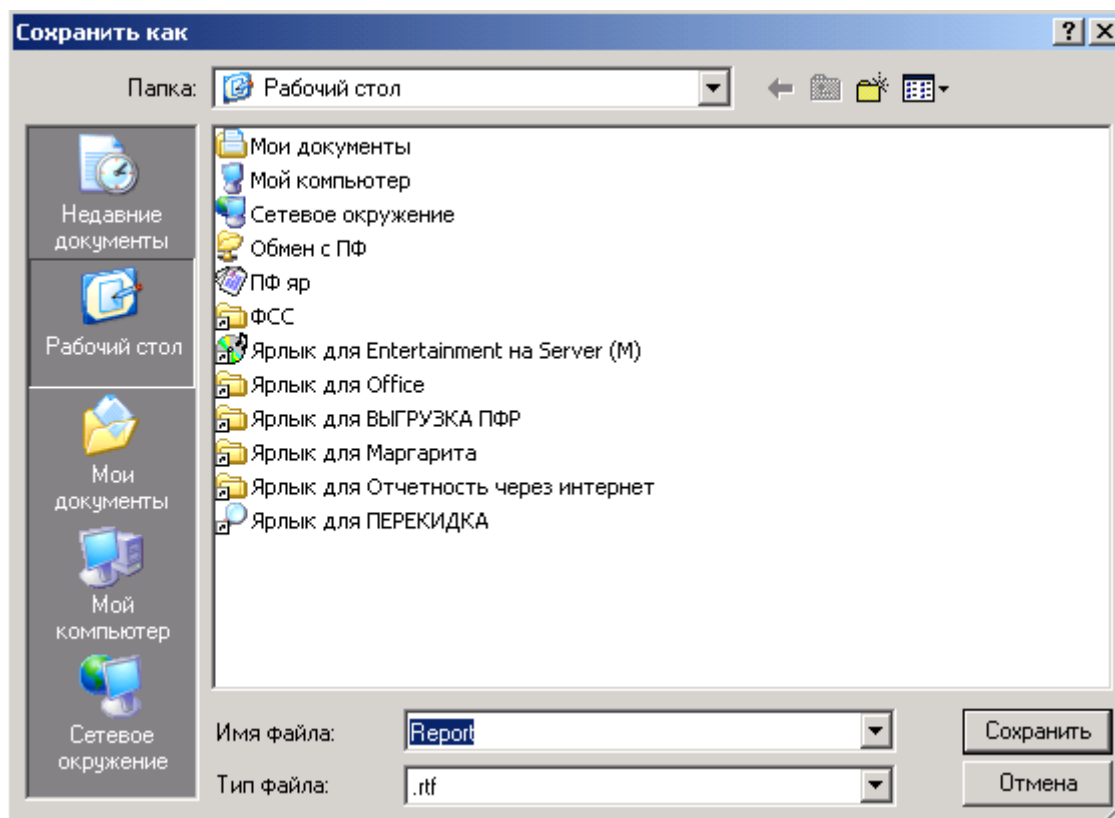 Сохранить как
Папка: Рабочий стол
Недавние
документы
Рабочий стол
Мои
документы
Мой
компьютер
Сетевое
окружение
Мои документы
Мой компьютер
Сетевое окружение
Обмен с ПФ
ПФ яр
ФСС
Ярлык для Entertainment на Server (M)
Ярлык для Office
Ярлык для ВЫГРУЗКА ПФР
Ярлык для Маргарита
Ярлык для Отчетность через интернет
Ярлык для ПЕРЕКИДКА
Имя файла: Report Сохранить
Тип файла: .rtf Отмена